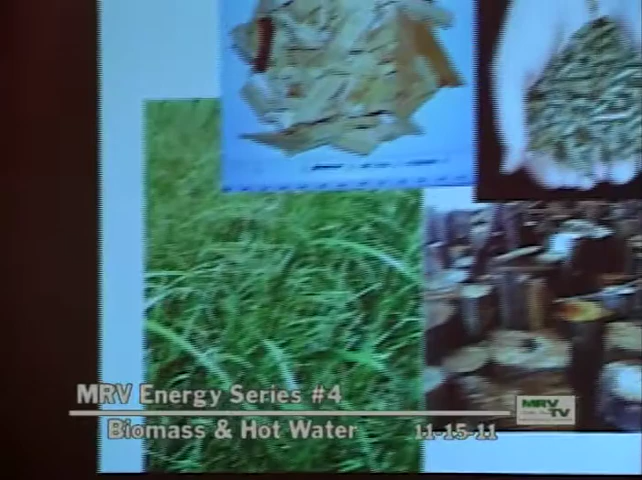 MRV Energy Series #4
MRV
TV
Biomass & Hot Water 11-15-11